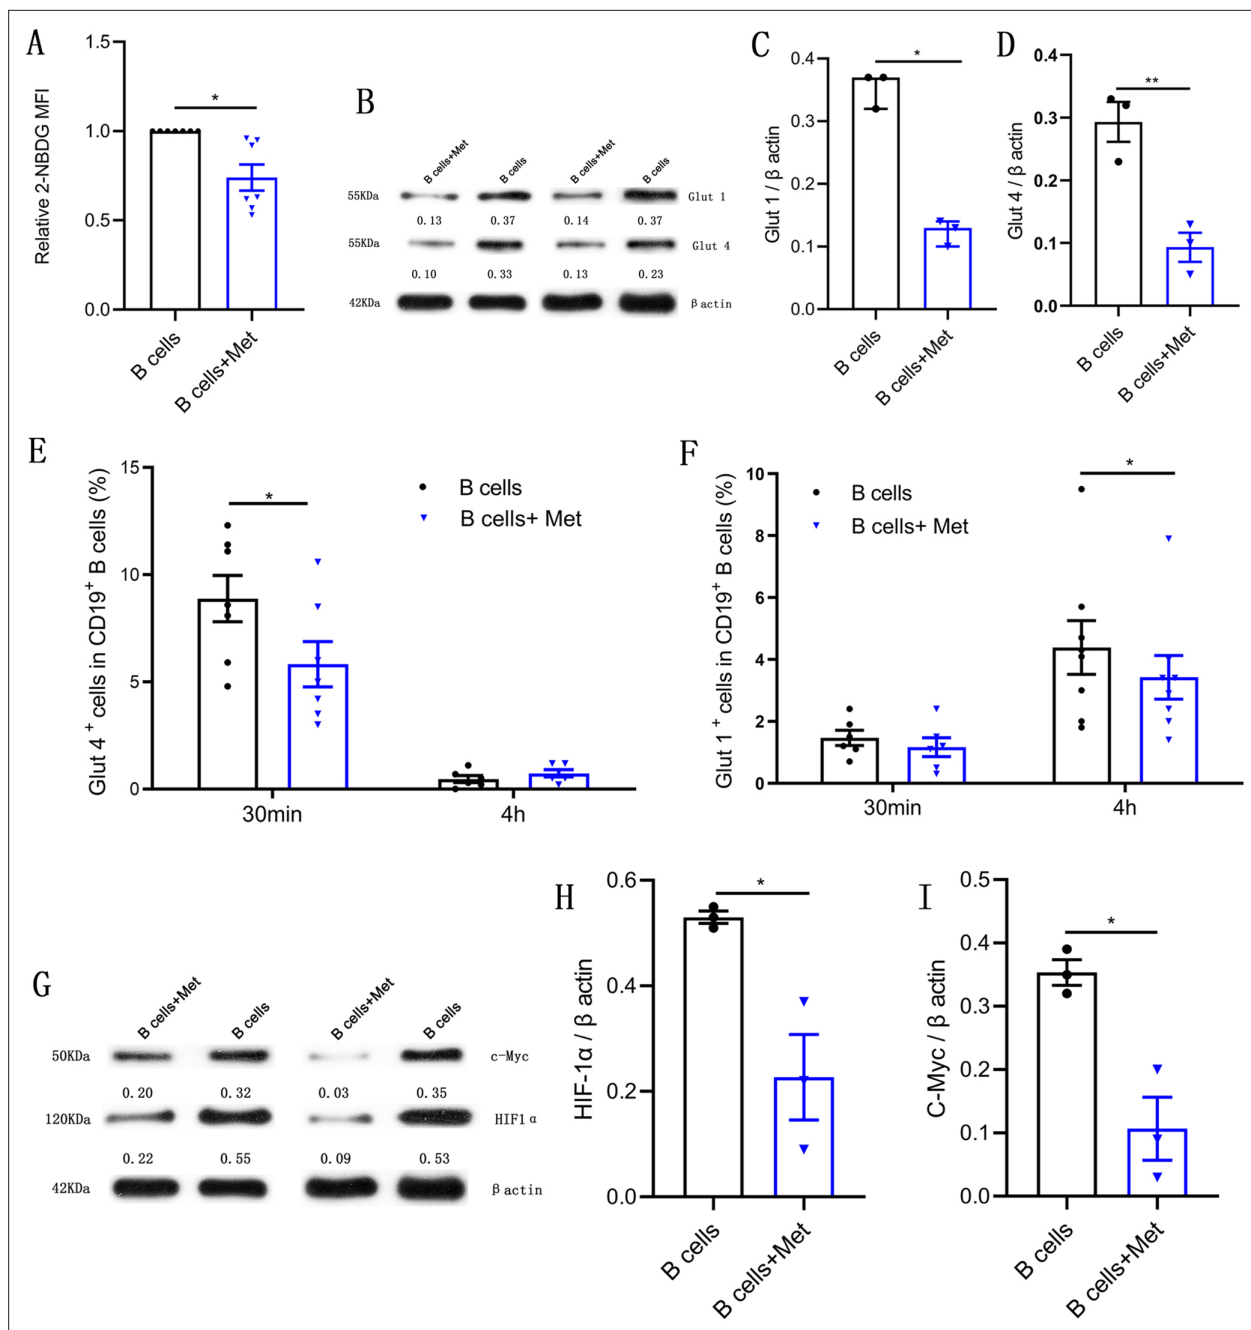 A
Relative 2-NBDG MFI
1.5
1.0
0.5
0.0
*
B cells
B cells+Met
B
B cells+Met
B cells
B cells+Met
B cells
55KDa
Glut 1
0.13 0.37 0.14 0.37
55KDa
Glut 4
0.10 0.33 0.13 0.23
42KDa
β actin
C
Glut 1 / β actin
0.4
0.3
0.2
0.1
0.0
*
B cells
B cells+Met
D
Glut 4 / β actin
0.4
0.3
0.2
0.1
0.0
**
B cells
B cells+Met
E
Glut 4 + cells in CD19+ B cells (%)
15
10
5
0
*
B cells
B cells+ Met
30min
4h
F
Glut 1 + cells in CD19+ B cells (%)
10
8
6
4
2
0
*
B cells
B cells+ Met
30min
4h
G
B cells+Met
B cells
B cells+Met
B cells
50KDa
c-Myc
0.20 0.32 0.03 0.35
120KDa
HIF1 α
0.22 0.55 0.09 0.53
42KDa
β actin
H
HIF-1α / β actin
0.6
0.4
0.2
0.0
*
B cells
B cells+Met
I
C-Myc / β actin
0.5
0.4
0.3
0.2
0.1
0.0
*
B cells
B cells+Met